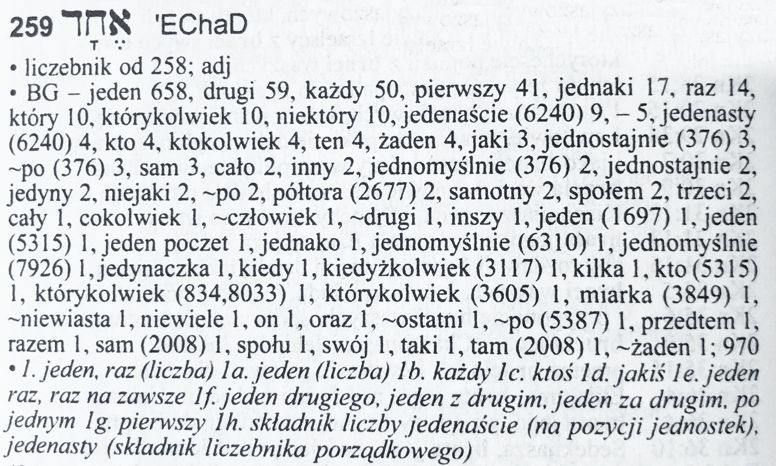 259 אֶחָד 'EChaD
• liczebnik od 258; adj
• BG – jeden 658, drugi 59, każdy 50, pierwszy 41, jednaki 17, raz 14,
który 10, którykolwiek 10, niektóry 10, jedenaście (6240) 9, – 5, jedenasty
(6240) 4, kto 4, ktokolwiek 4, ten 4, żaden 4, jaki 3, jednostajnie (376) 3,
~po (376) 3, sam 3, cało 2, inny 2, jednomyślnie (376) 2, jednostajnie 2,
jedyny 2, niejaki 2, ~po 2, półtora (2677) 2, samotny 2, społem 2, trzeci 2,
cały 1, cokolwiek 1, ~człowiek 1, ~drugi 1, inszy 1, jeden (1697) 1, jeden
(5315) 1, jeden poczet 1, jednako 1, jednomyślnie (6310) 1, jednomyślnie
(7926) 1, jedynaczka 1, kiedy 1, kiedyżkolwiek (3117) 1, kilka 1, kto (5315)
1, którykolwiek (834,8033) 1, którykolwiek (3605) 1, miarka (3849) 1,
~niewiasta 1, niewiele 1, on 1, oraz 1, ~ostatni 1, ~po (5387) 1, przedtem 1,
razem 1, sam (2008) 1, społu 1, swój 1, taki 1, tam (2008) 1, ~żaden 1; 970
• 1. jeden, raz (liczba) 1a. jeden (liczba) 1b. każdy 1c. ktoś 1d. jakiś 1e. jeden
raz, raz na zawsze 1f. jeden drugiego, jeden z drugim, jeden za drugim, po
jednym 1g. pierwszy 1h. składnik liczby jedenaście (na pozycji jednostek),
jedenasty (składnik liczebnika porządkowego)